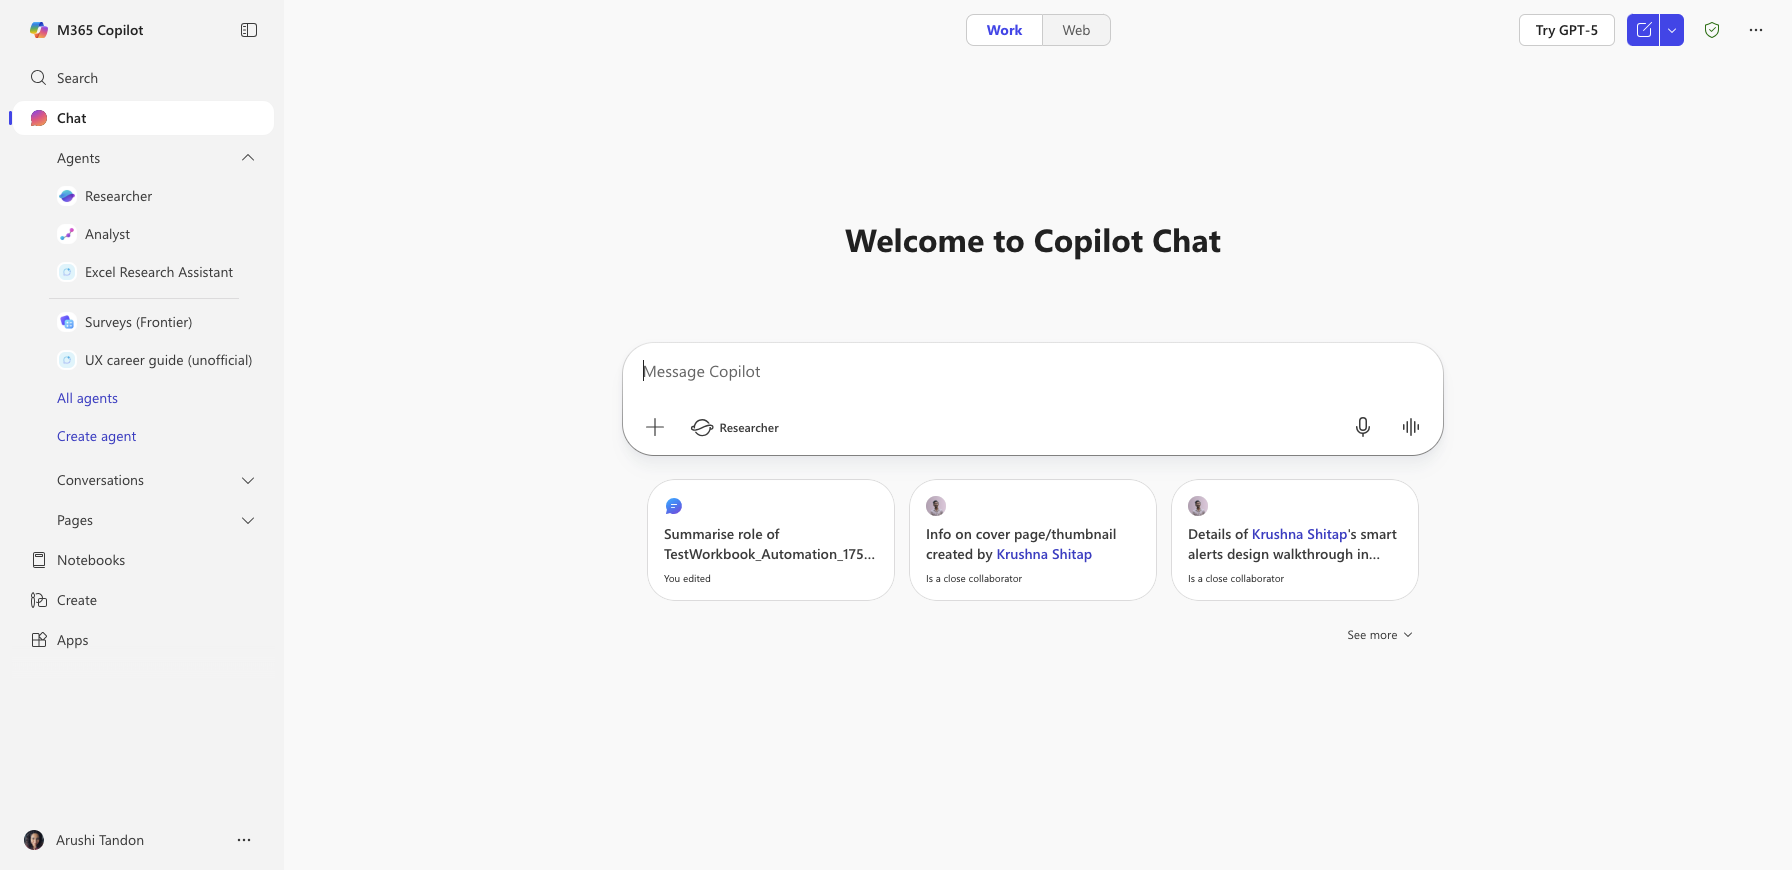 M365 Copilot
Search
Chat
Agents
Researcher
Analyst
Excel Research Assistant
Surveys (Frontier)
UX career guide (unofficial)
All agents
Create agent
Conversations
Pages
Notebooks
Create
Apps
Arushi Tandon
Work
Web
Try GPT-5
Welcome to Copilot Chat
Message Copilot
Researcher
Summarise role of
TestWorkbook_Automation_175...
You edited
Info on cover page/thumbnail
created by Krushna Shitap
Is a close collaborator
Details of Krushna Shitap's smart
alerts design walkthrough in...
Is a close collaborator
See more